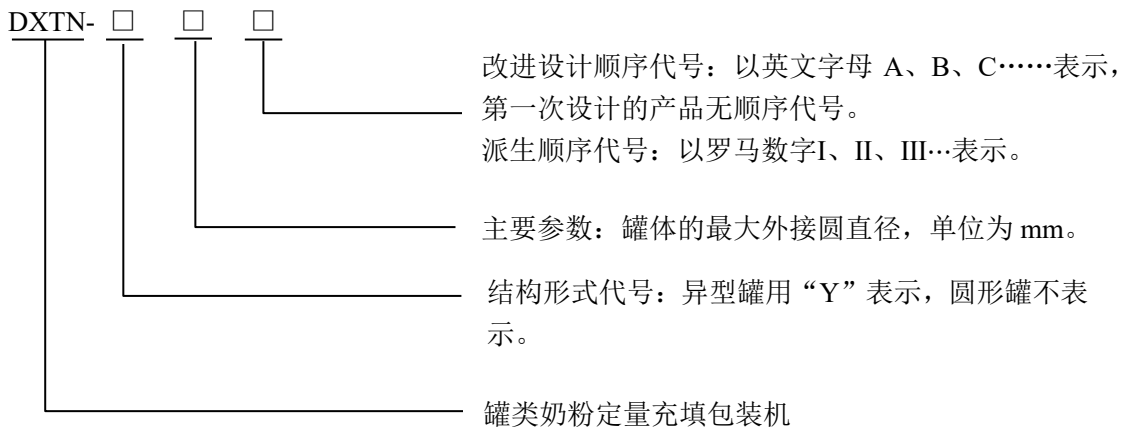 DXTN- □ □ □
改进设计顺序代号：以英文字母 A、B、C……表示，
第一次设计的产品无顺序代号。
派生顺序代号：以罗马数字I、II、III…表示。
主要参数：罐体的最大外接圆直径，单位为 mm。
结构形式代号：异型罐用“Y”表示，圆形罐不表
示。
罐类奶粉定量充填包装机